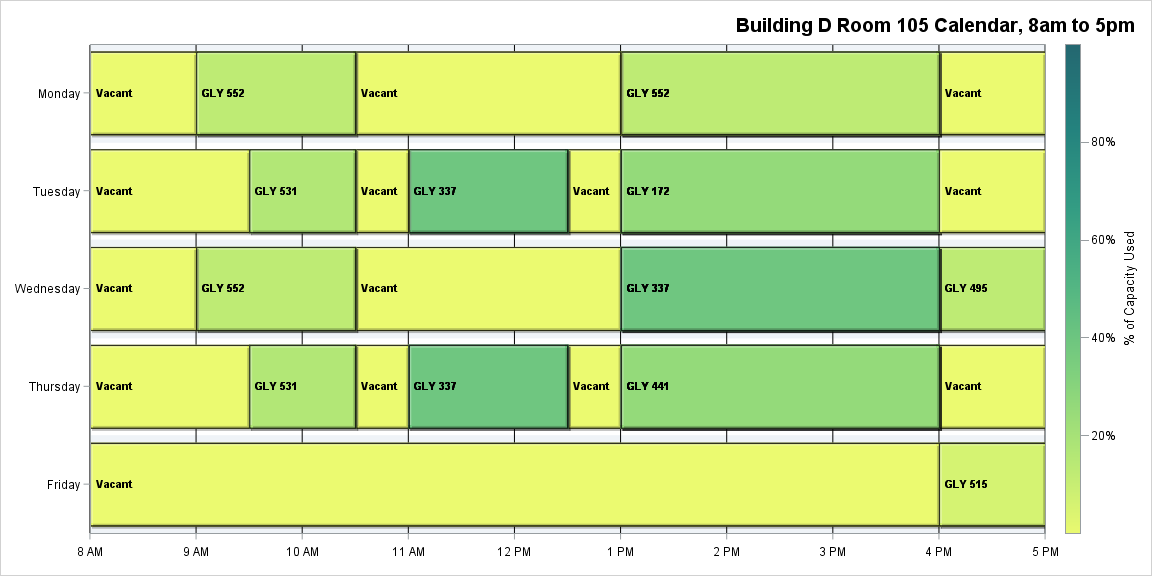 Building D Room 105 Calendar, 8am to 5pm
Monday Vacant GLY 552 Vacant GLY 552 Vacant
Tuesday Vacant GLY 531 Vacant GLY 337 Vacant GLY 172 Vacant
Wednesday Vacant GLY 552 Vacant GLY 337 GLY 495
Thursday Vacant GLY 531 Vacant GLY 337 Vacant GLY 441 Vacant
Friday Vacant GLY 515
8 AM 9 AM 10 AM 11 AM 12 PM 1 PM 2 PM 3 PM 4 PM 5 PM
80%
60%
40%
20%
% of Capacity Used